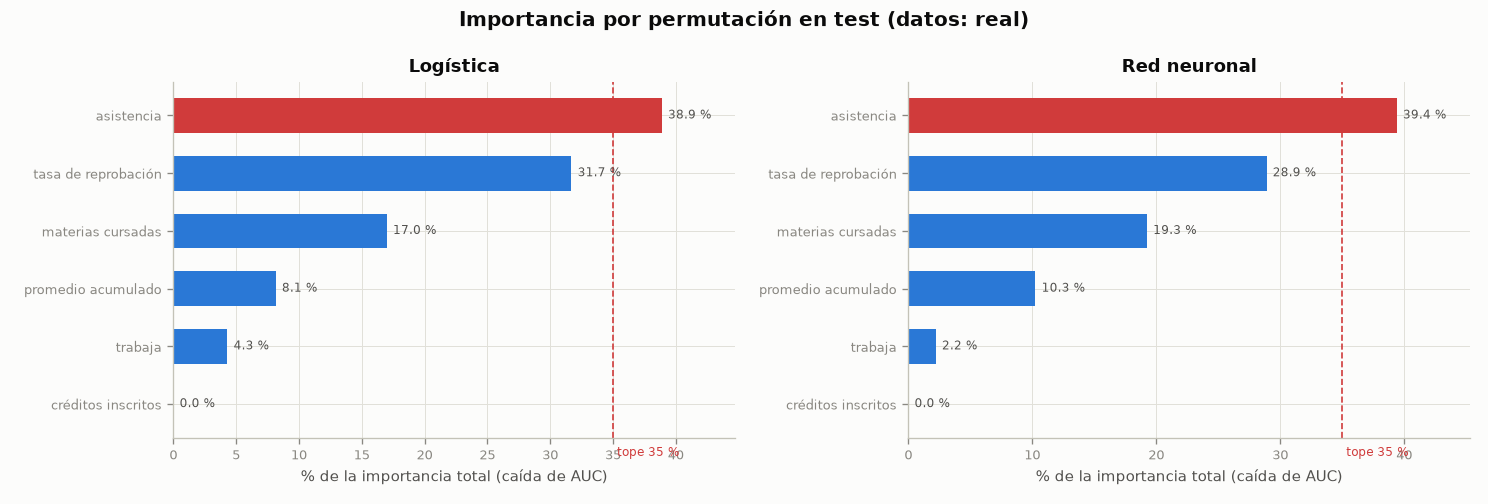 Importancia por permutación en test (datos: real)
Logística
asistencia 38.9 %
tasa de reprobación 31.7 %
materias cursadas 17.0 %
promedio acumulado 8.1 %
trabaja 4.3 %
créditos inscritos 0.0 %
0 5 10 15 20 25 30 35 40
tope 35 %
% de la importancia total (caída de AUC)
Red neuronal
asistencia 39.4 %
tasa de reprobación 28.9 %
materias cursadas 19.3 %
promedio acumulado 10.3 %
trabaja 2.2 %
créditos inscritos 0.0 %
0 10 20 30 40
tope 35 %
% de la importancia total (caída de AUC)